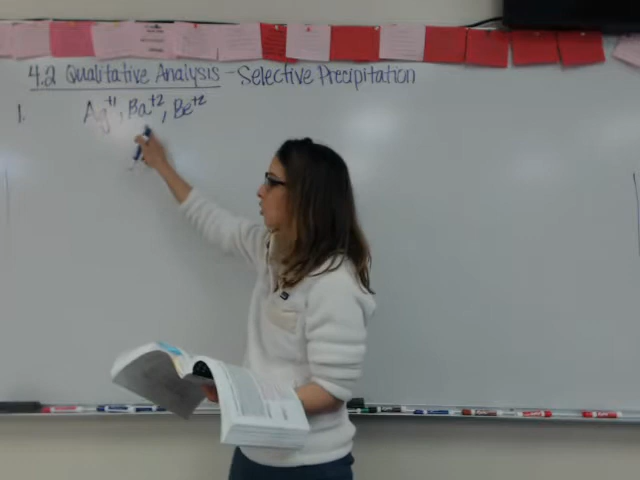 4.2 Qualitative Analysis - Selective Precipitation
1. Ag⁺¹, Ba⁺², Be⁺²